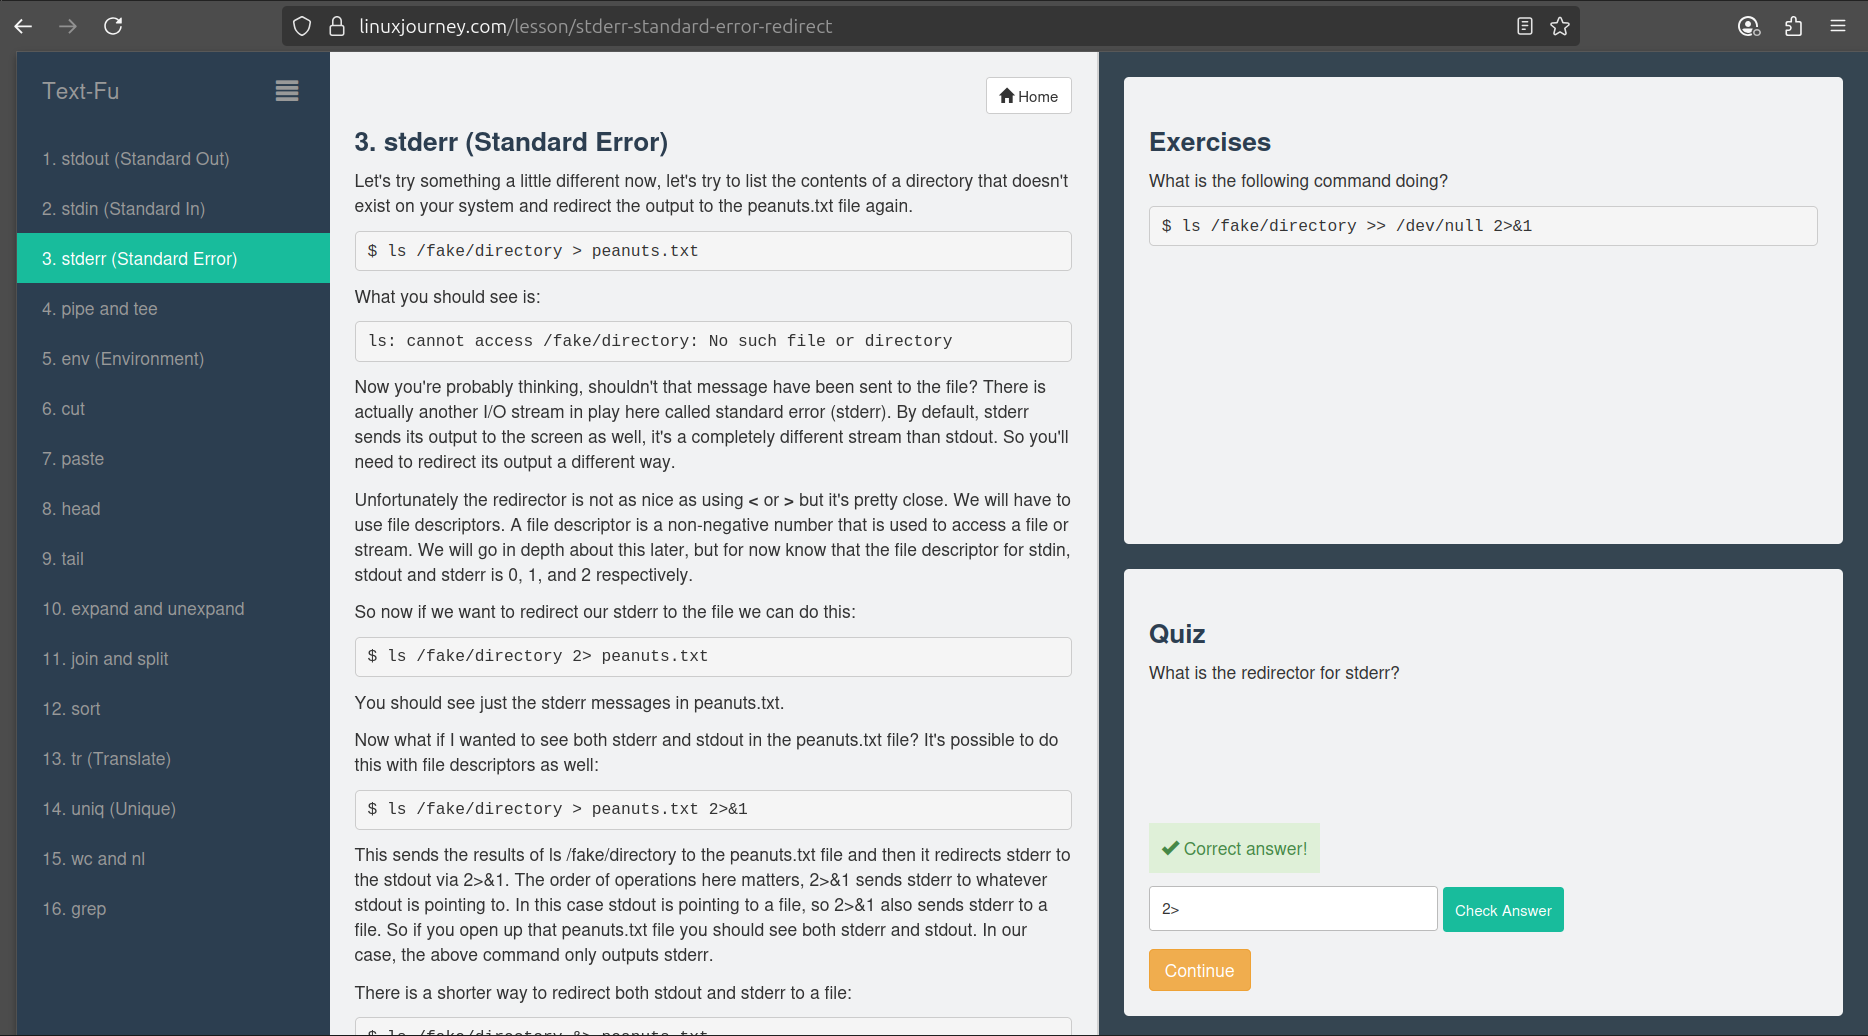 linuxjourney.com/lesson/stderr-standard-error-redirect
Text-Fu
1. stdout (Standard Out)
2. stdin (Standard In)
3. stderr (Standard Error)
4. pipe and tee
5. env (Environment)
6. cut
7. paste
8. head
9. tail
10. expand and unexpand
11. join and split
12. sort
13. tr (Translate)
14. uniq (Unique)
15. wc and nl
16. grep
Home
3. stderr (Standard Error)
Let's try something a little different now, let's try to list the contents of a directory that doesn't
exist on your system and redirect the output to the peanuts.txt file again.
$ ls /fake/directory > peanuts.txt
What you should see is:
ls: cannot access /fake/directory: No such file or directory
Now you're probably thinking, shouldn't that message have been sent to the file? There is
actually another I/O stream in play here called standard error (stderr). By default, stderr
sends its output to the screen as well, it's a completely different stream than stdout. So you'll
need to redirect its output a different way.
Unfortunately the redirector is not as nice as using < or > but it's pretty close. We will have to
use file descriptors. A file descriptor is a non-negative number that is used to access a file or
stream. We will go in depth about this later, but for now know that the file descriptor for stdin,
stdout and stderr is 0, 1, and 2 respectively.
So now if we want to redirect our stderr to the file we can do this:
$ ls /fake/directory 2> peanuts.txt
You should see just the stderr messages in peanuts.txt.
Now what if I wanted to see both stderr and stdout in the peanuts.txt file? It's possible to do
this with file descriptors as well:
$ ls /fake/directory > peanuts.txt 2>&1
This sends the results of ls /fake/directory to the peanuts.txt file and then it redirects stderr to
the stdout via 2>&1. The order of operations here matters, 2>&1 sends stderr to whatever
stdout is pointing to. In this case stdout is pointing to a file, so 2>&1 also sends stderr to a
file. So if you open up that peanuts.txt file you should see both stderr and stdout. In our
case, the above command only outputs stderr.
There is a shorter way to redirect both stdout and stderr to a file:
$ ls /fake/directory &> peanuts.txt
Exercises
What is the following command doing?
$ ls /fake/directory >> /dev/null 2>&1
Quiz
What is the redirector for stderr?
Correct answer!
2>
Check Answer
Continue